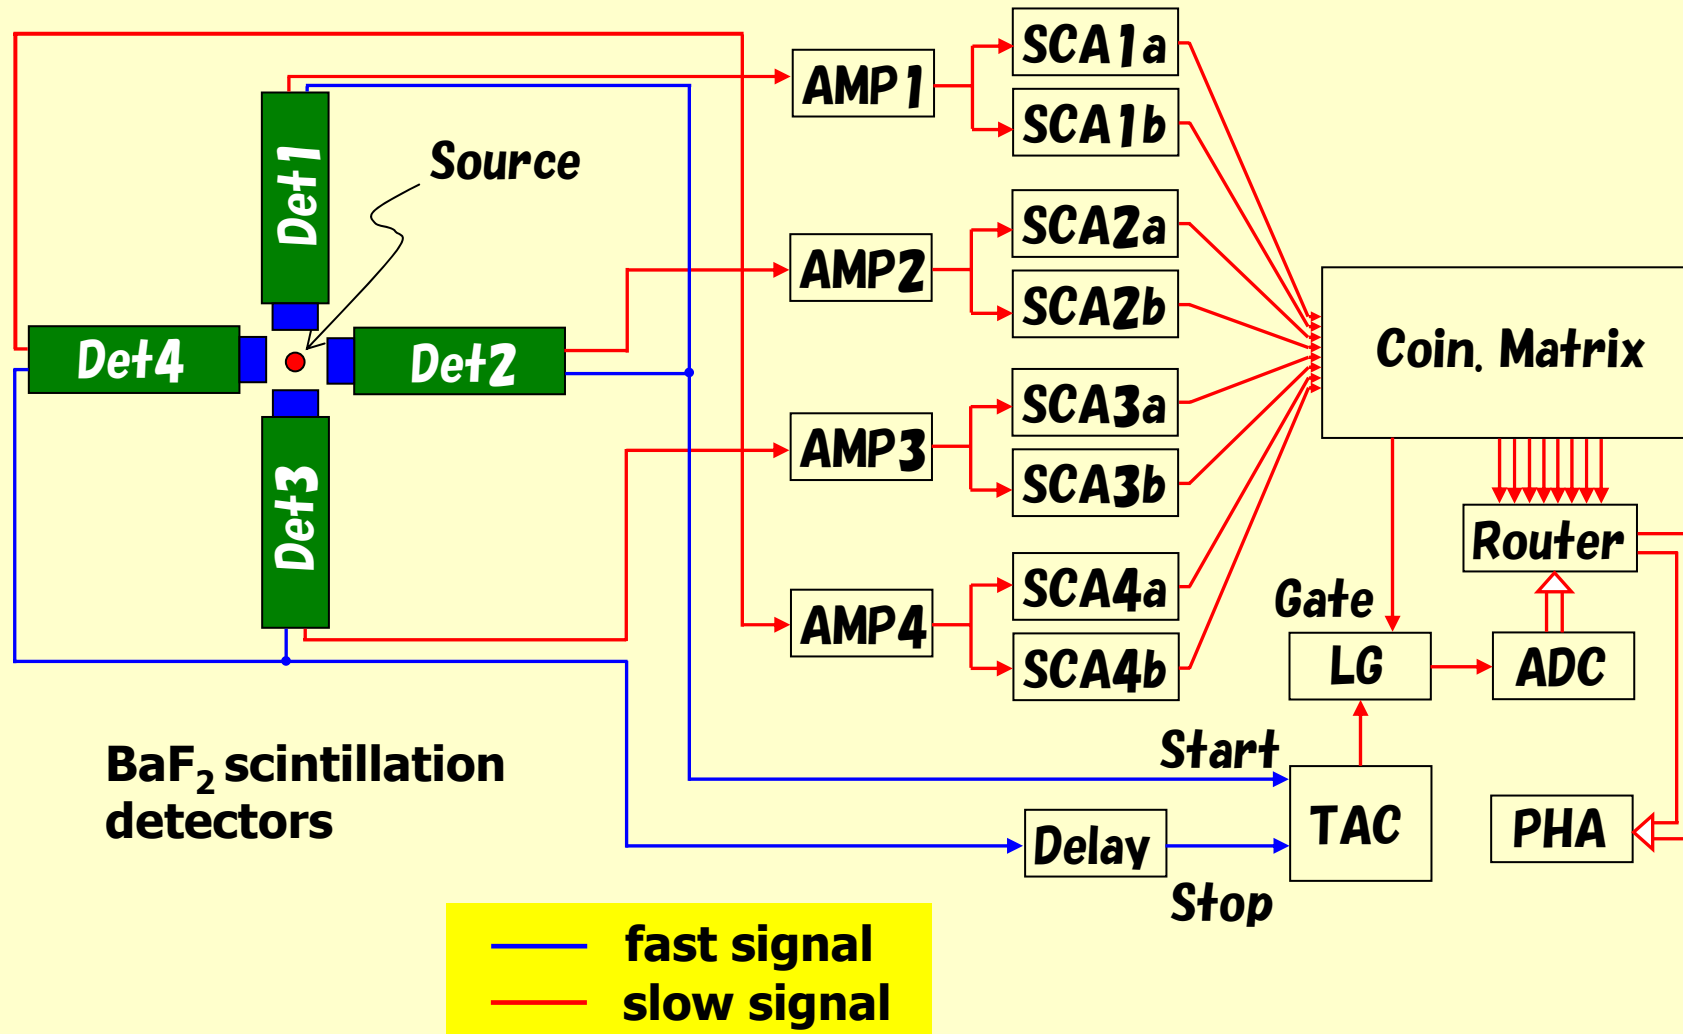 SCA1a
AMP1
SCA1b
Det1
Source
SCA2a
AMP2
SCA2b
Coin. Matrix
Det4
Det2
SCA3a
AMP3
SCA3b
Det3
Router
SCA4a
Gate
AMP4
SCA4b
LG
ADC
BaF₂ scintillation
detectors
Start
TAC
PHA
Delay
Stop
fast signal
slow signal